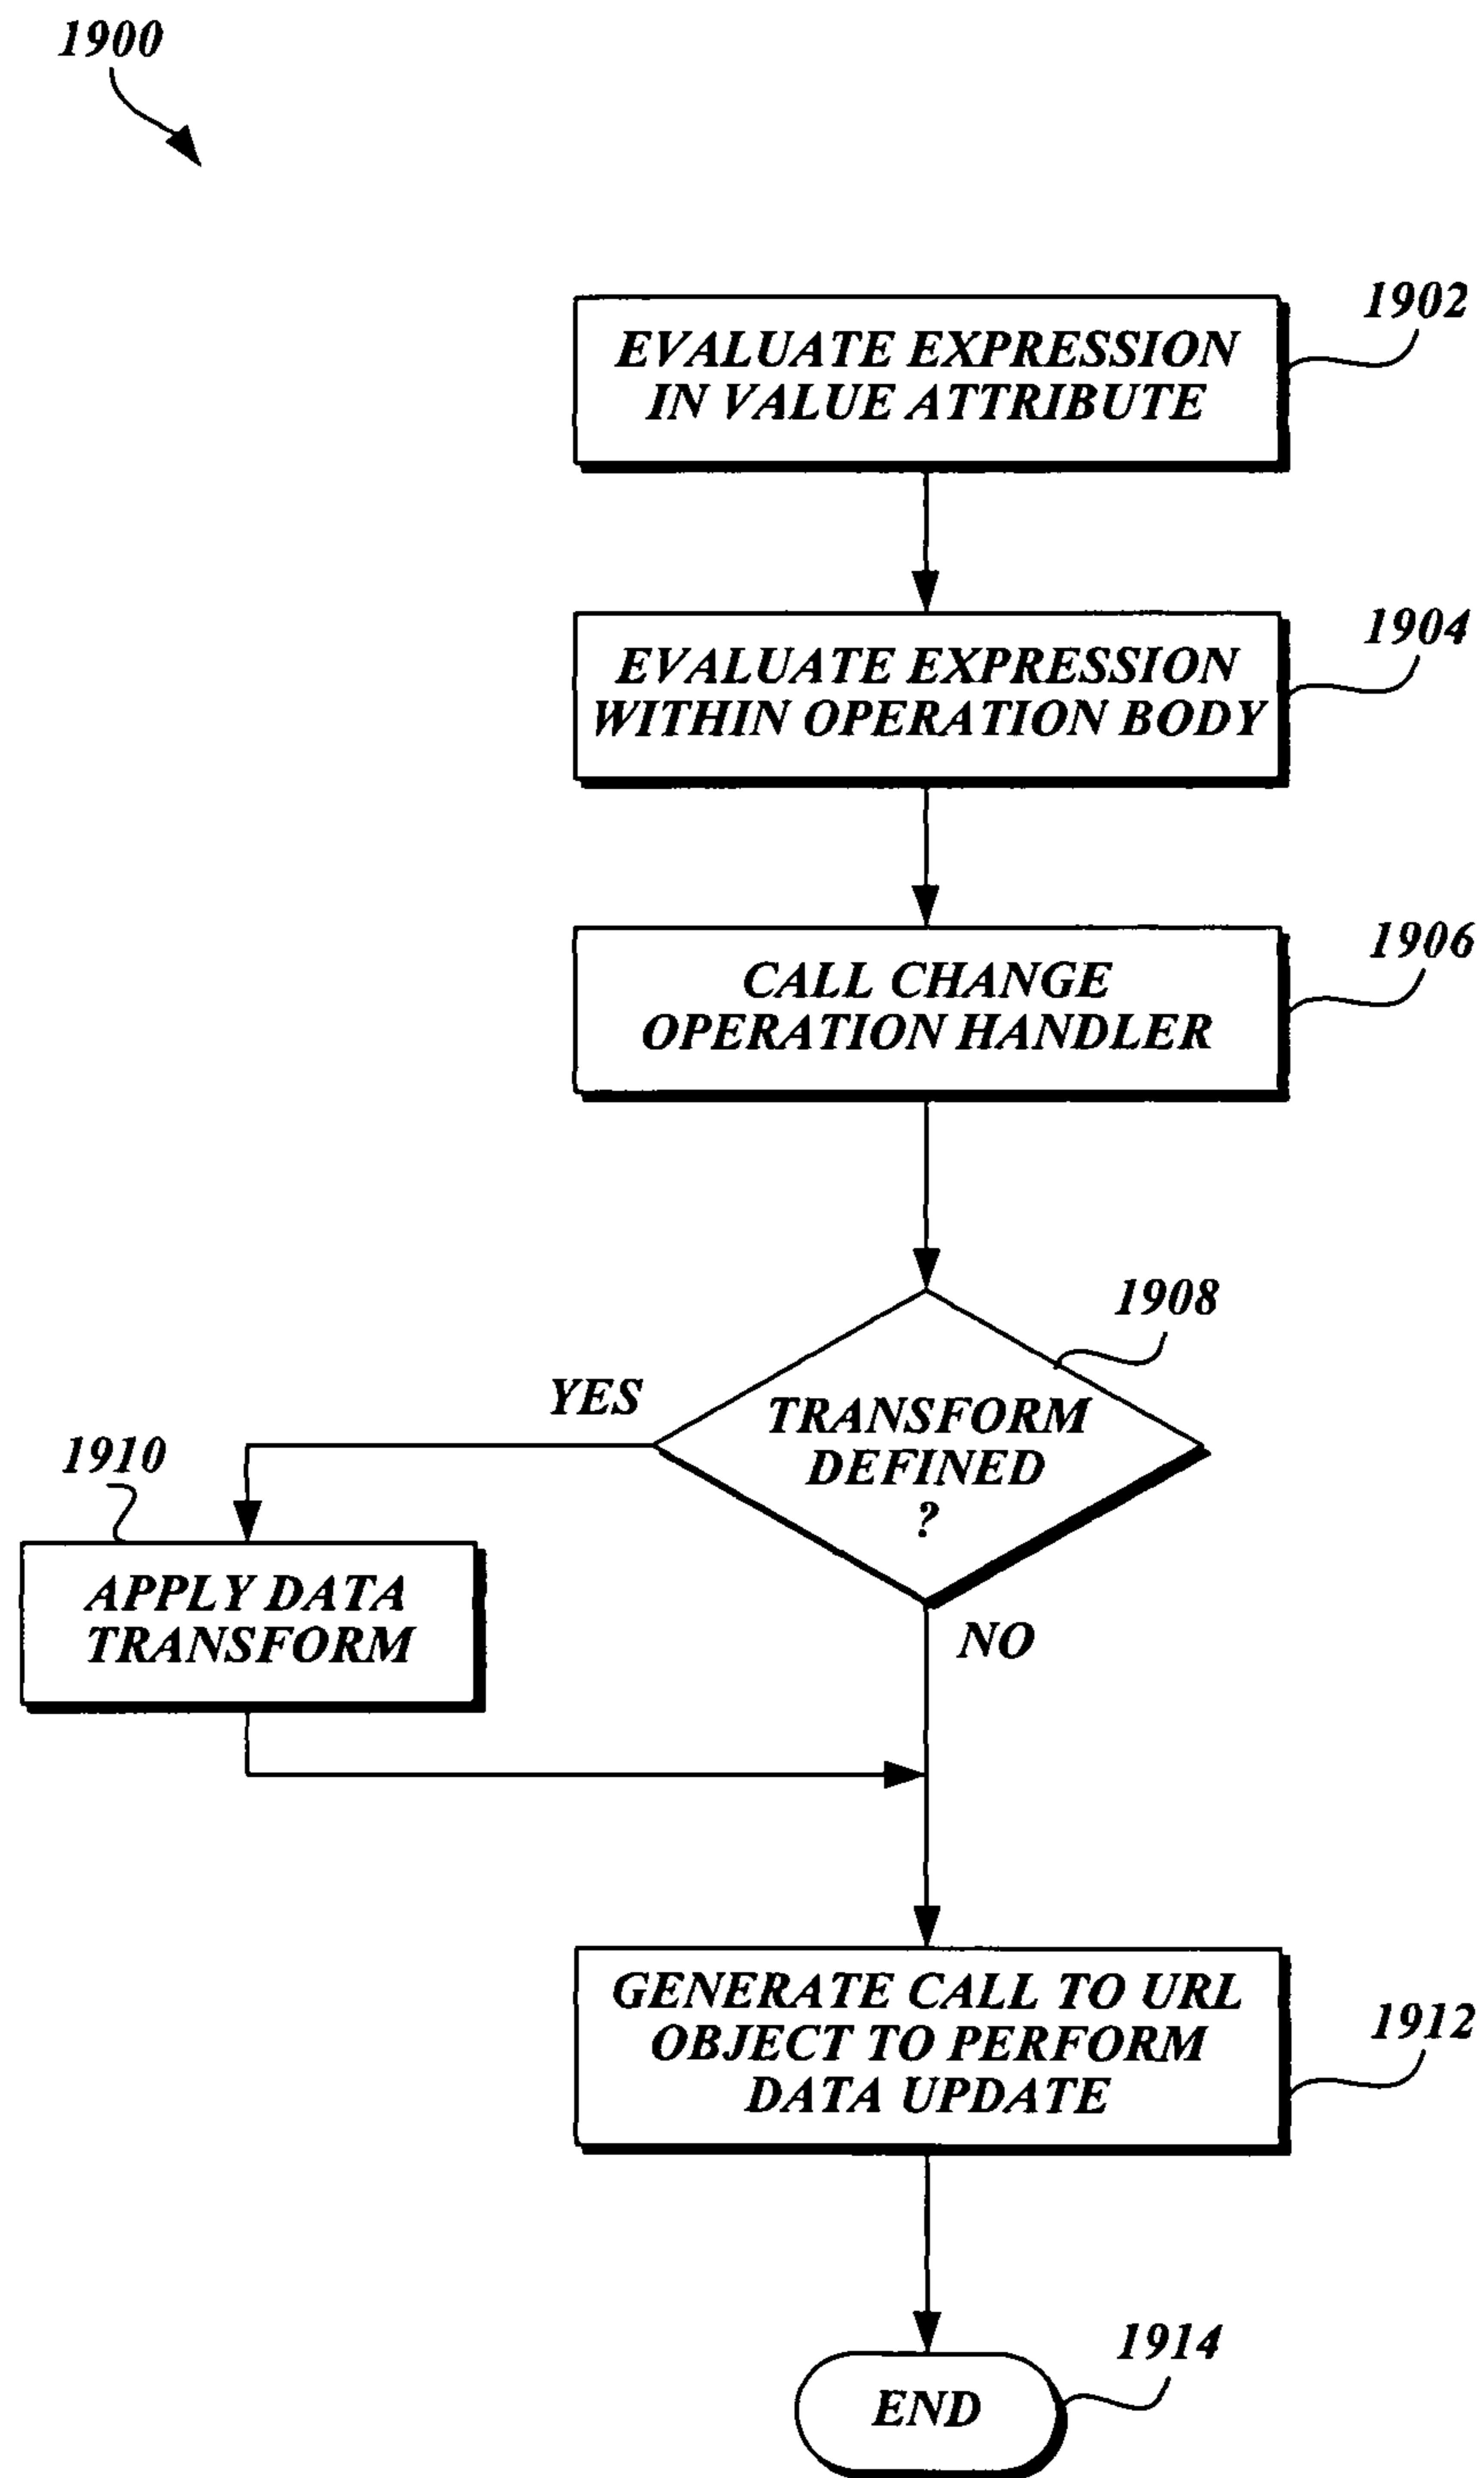 1900
1902
EVALUATE EXPRESSION
IN VALUE ATTRIBUTE
1904
EVALUATE EXPRESSION
WITHIN OPERATION BODY
1906
CALL CHANGE
OPERATION HANDLER
1908
TRANSFORM
DEFINED
?
YES
1910
APPLY DATA
TRANSFORM
NO
GENERATE CALL TO URL
OBJECT TO PERFORM
DATA UPDATE
1912
1914
END